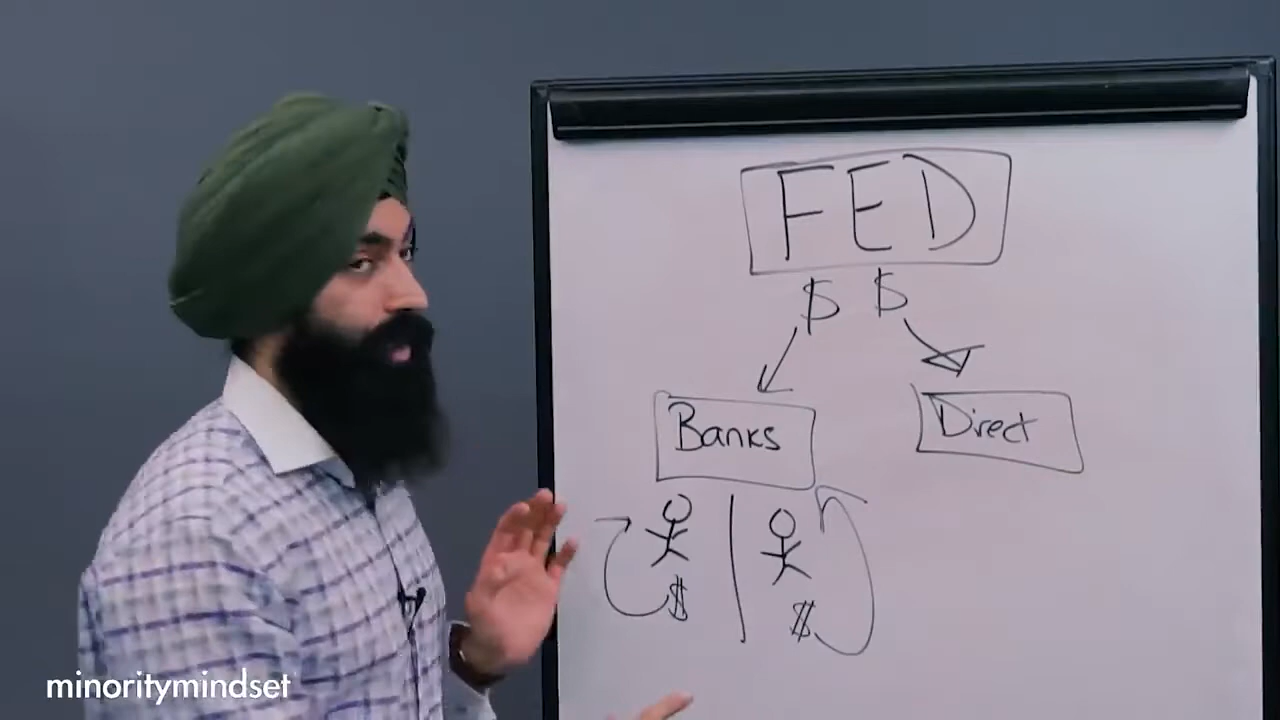 FED
$ $
Banks
Direct
$ $
minoritymindset